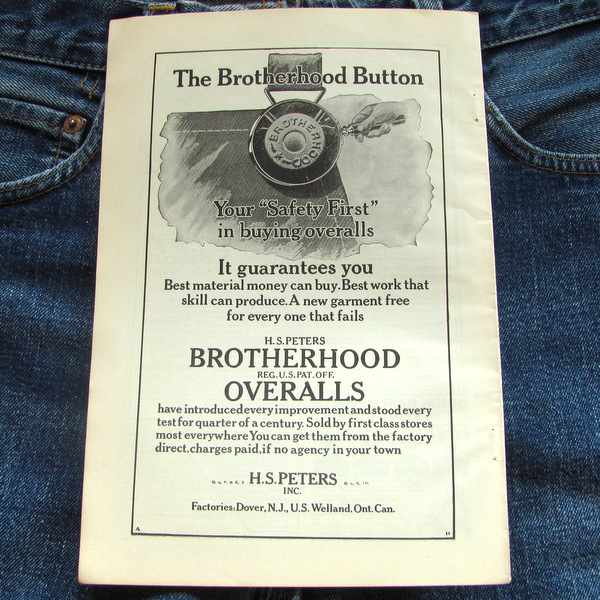 The Brotherhood Button
BROTHERHOOD
Your "Safety First"
in buying overalls
It guarantees you
Best material money can buy. Best work that
skill can produce. A new garment free
for every one that fails
H.S. PETERS
BROTHERHOOD
REG. U.S. PAT. OFF.
OVERALLS
have introduced every improvement and stood every
test for quarter of a century. Sold by first class stores
most everywhere You can get them from the factory
direct, charges paid, if no agency in your town
H.S. PETERS
INC.
Factories: Dover, N.J., U.S. Welland, Ont. Can.
A